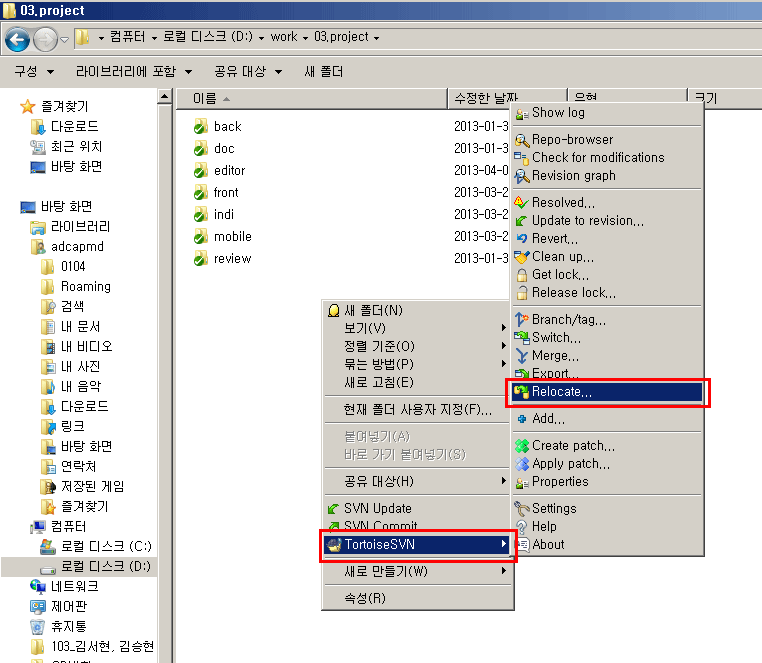 03.project
컴퓨터 로컬 디스크 (D:) work 03.project
구성 라이브러리에 포함 공유 대상 새 폴더
즐겨찾기
다운로드
최근 위치
바탕 화면
바탕 화면
라이브러리
adcapmd
0104
Roaming
검색
내 문서
내 비디오
내 사진
내 음악
다운로드
링크
바탕 화면
연락처
저장된 게임
즐겨찾기
컴퓨터
로컬 디스크 (C:)
로컬 디스크 (D:)
네트워크
제어판
휴지통
103_김서현, 김승현
이름 수정한 날짜 유형 크기
back 2013-01-3
doc 2013-01-3
editor 2013-04-0
front 2013-03-2
indi 2013-03-2
mobile 2013-03-2
review 2013-01-3
새 폴더(N)
보기(V)
정렬 기준(O)
묶는 방법(P)
새로 고침(E)
현재 폴더 사용자 지정(F)...
붙여넣기(A)
바로 가기 붙여넣기(S)
공유 대상(H)
SVN Update
SVN Commit
TortoiseSVN
새로 만들기(W)
속성(R)
Show log
Repo-browser
Check for modifications
Revision graph
Resolved...
Update to revision...
Revert...
Clean up...
Get lock...
Release lock...
Branch/tag...
Switch...
Merge...
Export...
Relocate...
Add...
Create patch...
Apply patch...
Properties
Settings
Help
About